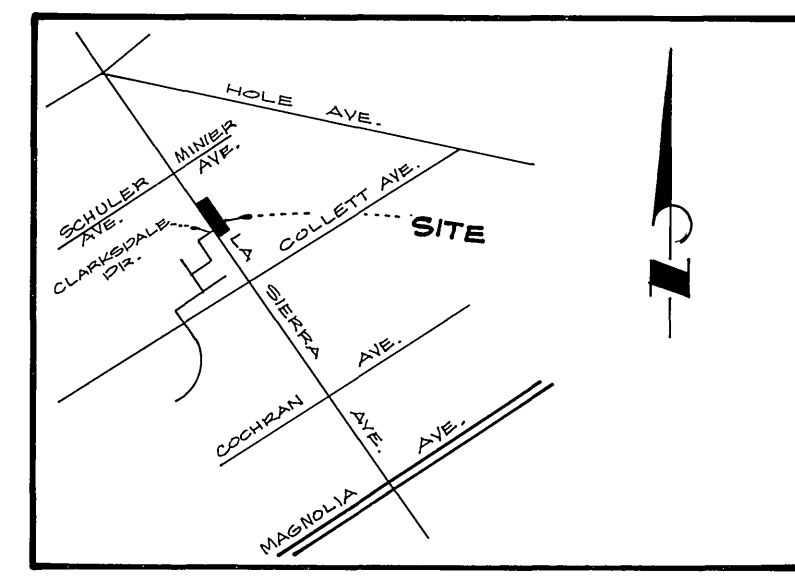 HOLE AVE.
MINIER
AVE.
SCHULER
AVE.
CLARKSDALE
DR.
SITE
COLLETT AVE.
LA SIERRA AVE.
COCHRAN AVE.
MAGNOLIA AVE.
N